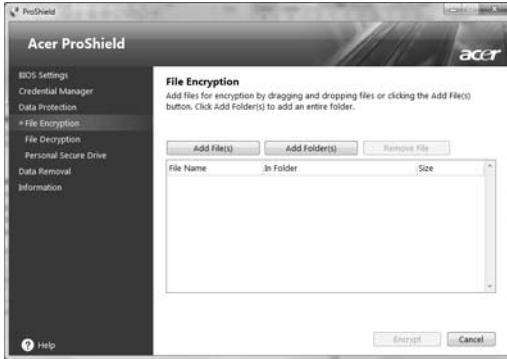 ProShield
Acer ProShield
acer
BIOS Settings
Credential Manager
Data Protection
File Encryption
File Decryption
Personal Secure Drive
Data Removal
Information
Help
File Encryption
Add files for encryption by dragging and dropping files or clicking the Add File(s)
button. Click Add Folder(s) to add an entire folder.
Add File(s) Add Folder(s) Remove File
File Name In Folder Size
Encrypt Cancel